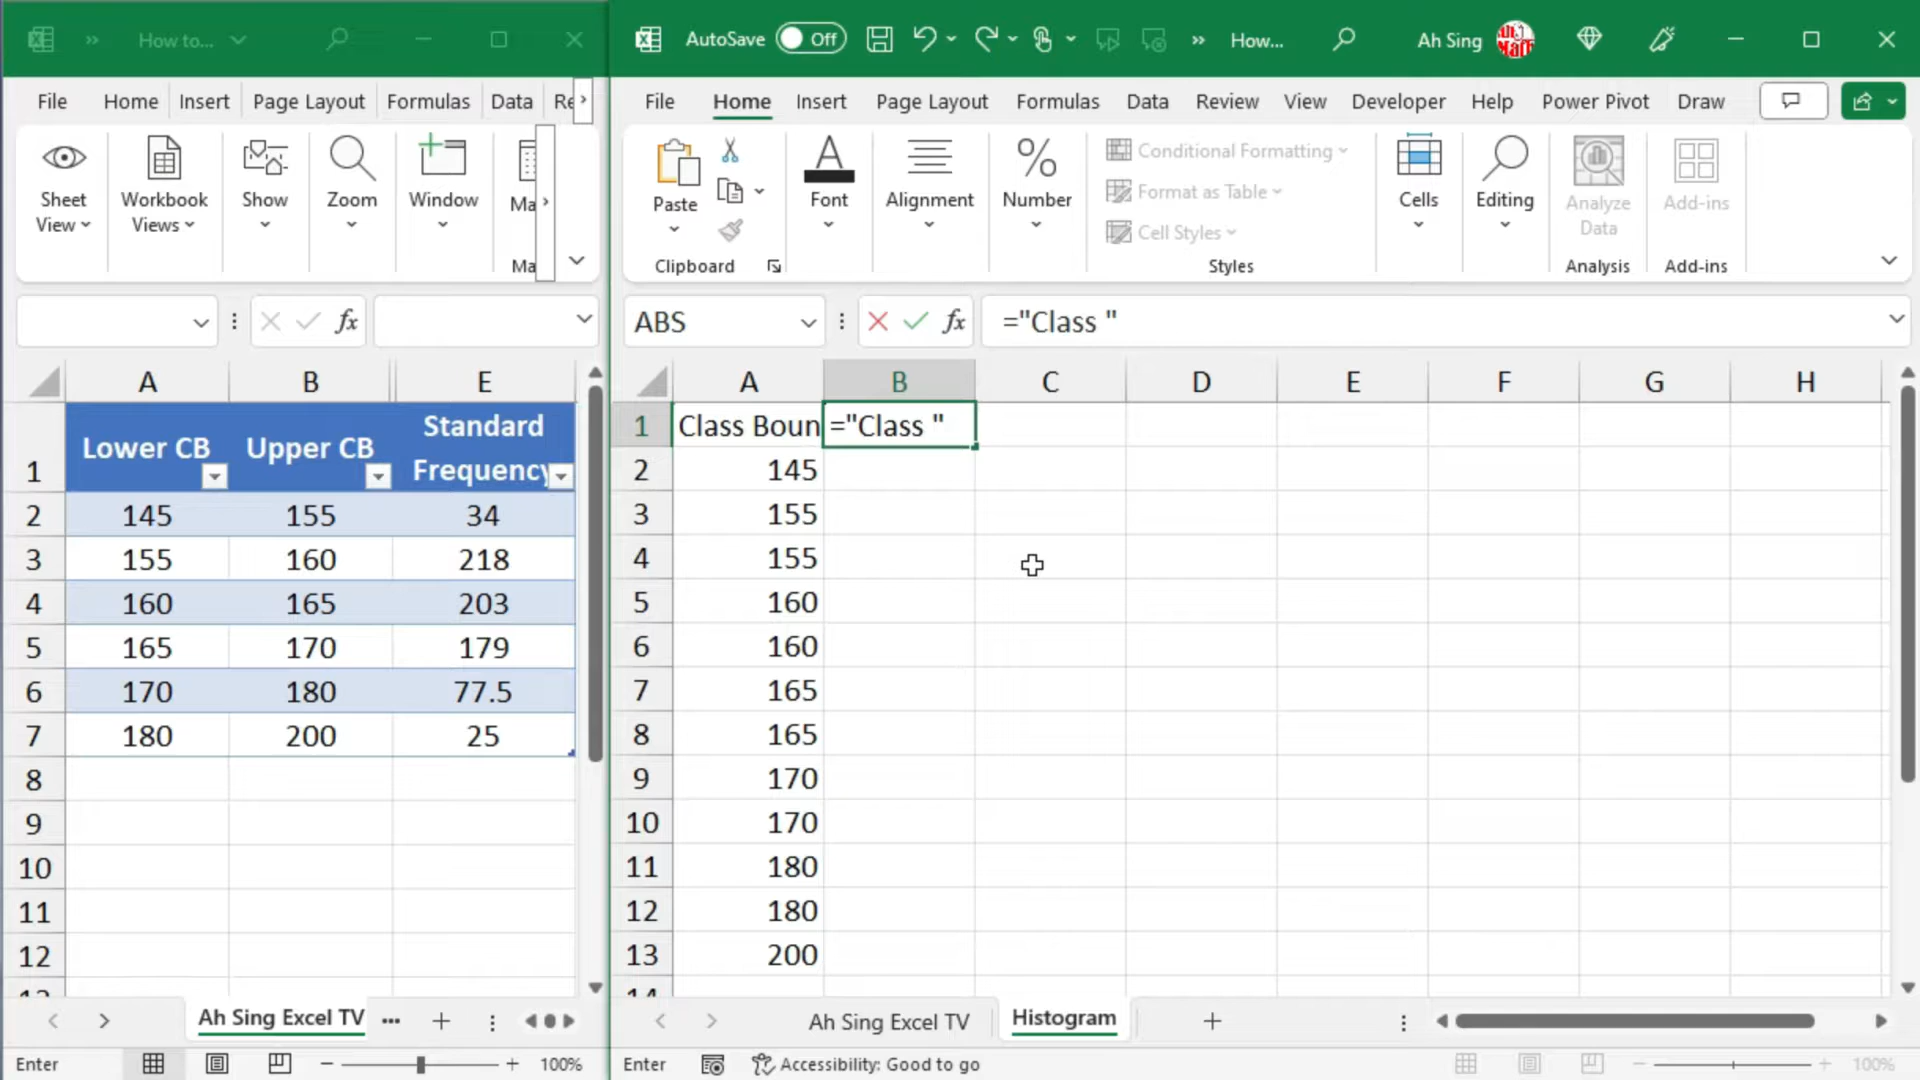 How to...
File Home Insert Page Layout Formulas Data Re
Sheet View
Workbook Views
Show
Zoom
Window
Ma
Ma
fx
A B E
1 Lower CB Upper CB Standard Frequency
2 145 155 34
3 155 160 218
4 160 165 203
5 165 170 179
6 170 180 77.5
7 180 200 25
8
9
10
11
12
Ah Sing Excel TV ...
Enter 100%
AutoSave Off How... Ah Sing
File Home Insert Page Layout Formulas Data Review View Developer Help Power Pivot Draw
Paste
Clipboard
Font
Alignment
Number
Conditional Formatting
Format as Table
Cell Styles
Styles
Cells
Editing
Analyze Data
Analysis
Add-ins
Add-ins
ABS fx ="Class "
A B C D E F G H
1 Class Boun ="Class "
2 145
3 155
4 155
5 160
6 160
7 165
8 165
9 170
10 170
11 180
12 180
13 200
14
Ah Sing Excel TV Histogram
Enter Accessibility: Good to go 100%